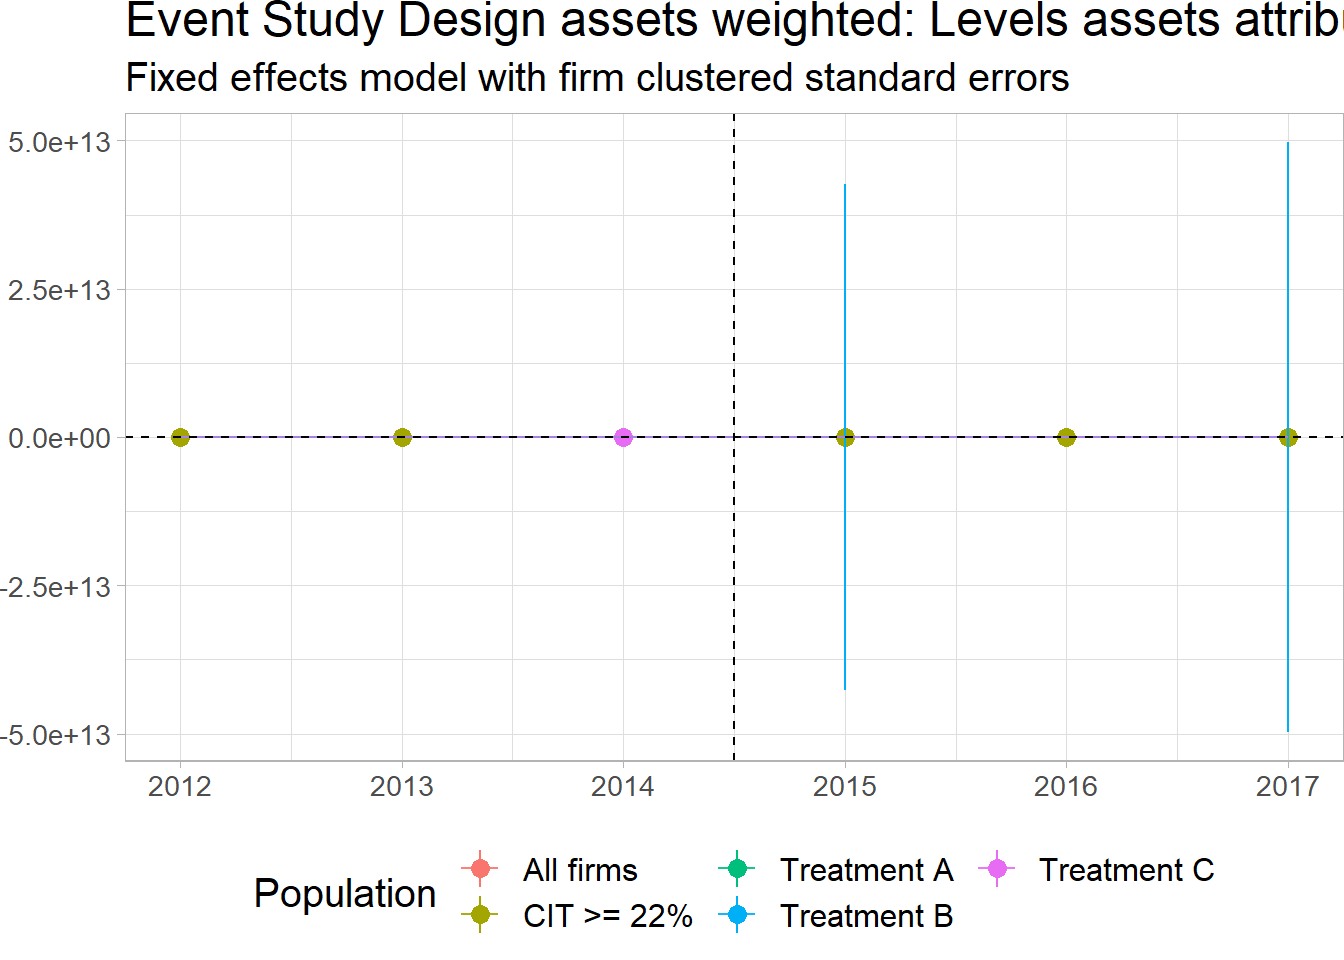 Event Study Design assets weighted: Levels assets
Fixed effects model with firm clustered standard errors
5.0e+13
2.5e+13
0.0e+00
-2.5e+13
-5.0e+13
2012 2013 2014 2015 2016 2017
Population
All firms
CIT >= 22%
Treatment A
Treatment B
Treatment C